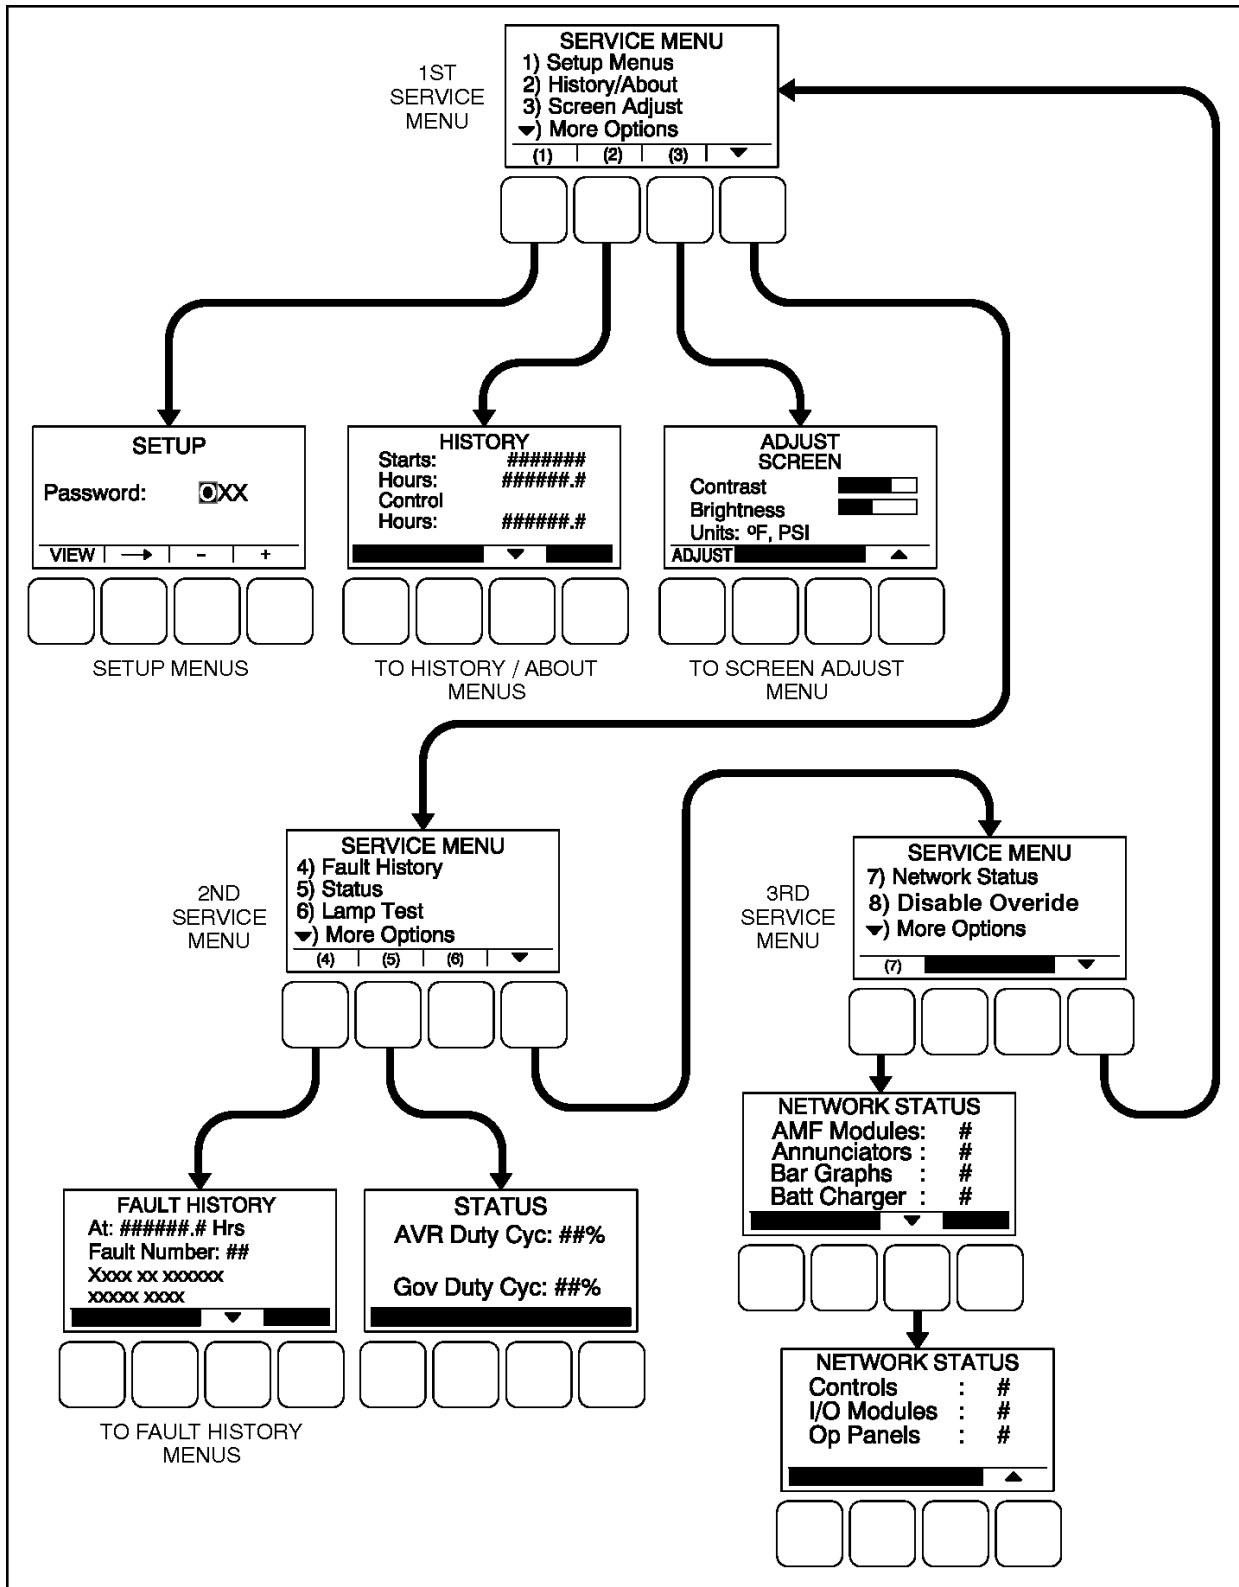 1ST
SERVICE
MENU
SERVICE MENU
1) Setup Menus
2) History/About
3) Screen Adjust
▼) More Options
(1) (2) (3) ▼
SETUP
Password: 0XX
VIEW → - +
SETUP MENUS
HISTORY
Starts: #######
Hours: ######.#
Control
Hours: ######.#
▼
TO HISTORY / ABOUT
MENUS
ADJUST
SCREEN
Contrast
Brightness
Units: ºF, PSI
ADJUST ▲
TO SCREEN ADJUST
MENU
2ND
SERVICE
MENU
SERVICE MENU
4) Fault History
5) Status
6) Lamp Test
▼) More Options
(4) (5) (6) ▼
3RD
SERVICE
MENU
SERVICE MENU
7) Network Status
8) Disable Overide
▼) More Options
(7) ▼
FAULT HISTORY
At: ######.# Hrs
Fault Number: ##
Xxxx xx xxxxxx
xxxxx xxxx
▼
TO FAULT HISTORY
MENUS
STATUS
AVR Duty Cyc: ##%
Gov Duty Cyc: ##%
NETWORK STATUS
AMF Modules: #
Annunciators : #
Bar Graphs : #
Batt Charger : #
▼
NETWORK STATUS
Controls : #
I/O Modules : #
Op Panels : #
▲